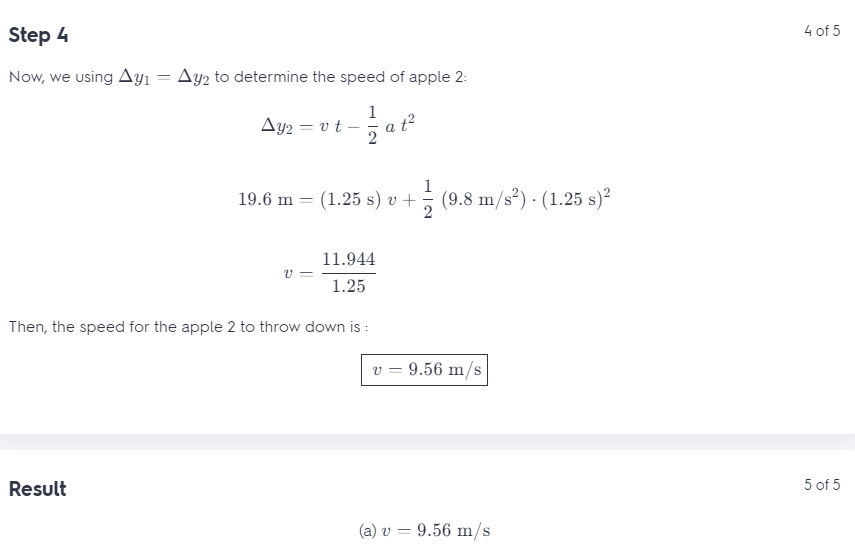 Step 4
4 of 5
Now, we using Δy₁ = Δy₂ to determine the speed of apple 2:
Δy₂ = v t − 1/2 a t²
19.6 m = (1.25 s) v + 1/2 (9.8 m/s²) · (1.25 s)²
v = 11.944/1.25
Then, the speed for the apple 2 to throw down is :
v = 9.56 m/s
Result
5 of 5
(a) v = 9.56 m/s